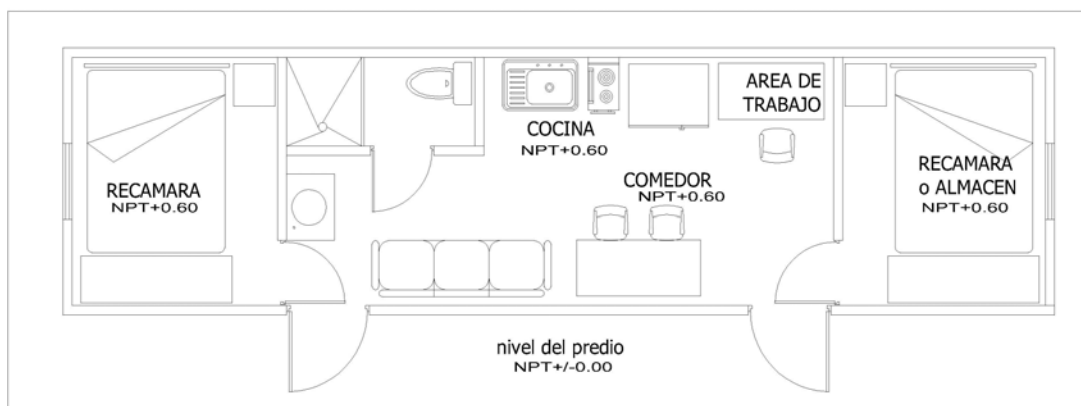 RECAMARA
NPT+0.60
COCINA
NPT+0.60
COMEDOR
NPT+0.60
AREA DE
TRABAJO
RECAMARA
o ALMACEN
NPT+0.60
nivel del predio
NPT+/-0.00